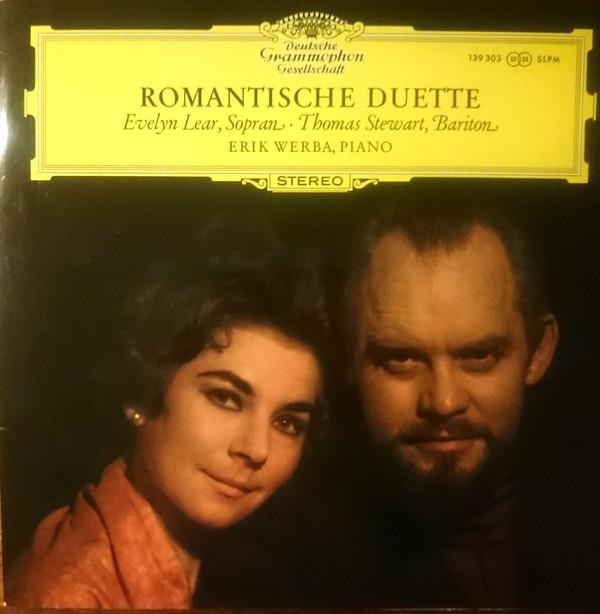 Deutsche
Grammophon
Gesellschaft
139 303 SLPM
ROMANTISCHE DUETTE
Evelyn Lear, Sopran · Thomas Stewart, Bariton
ERIK WERBA, PIANO
STEREO